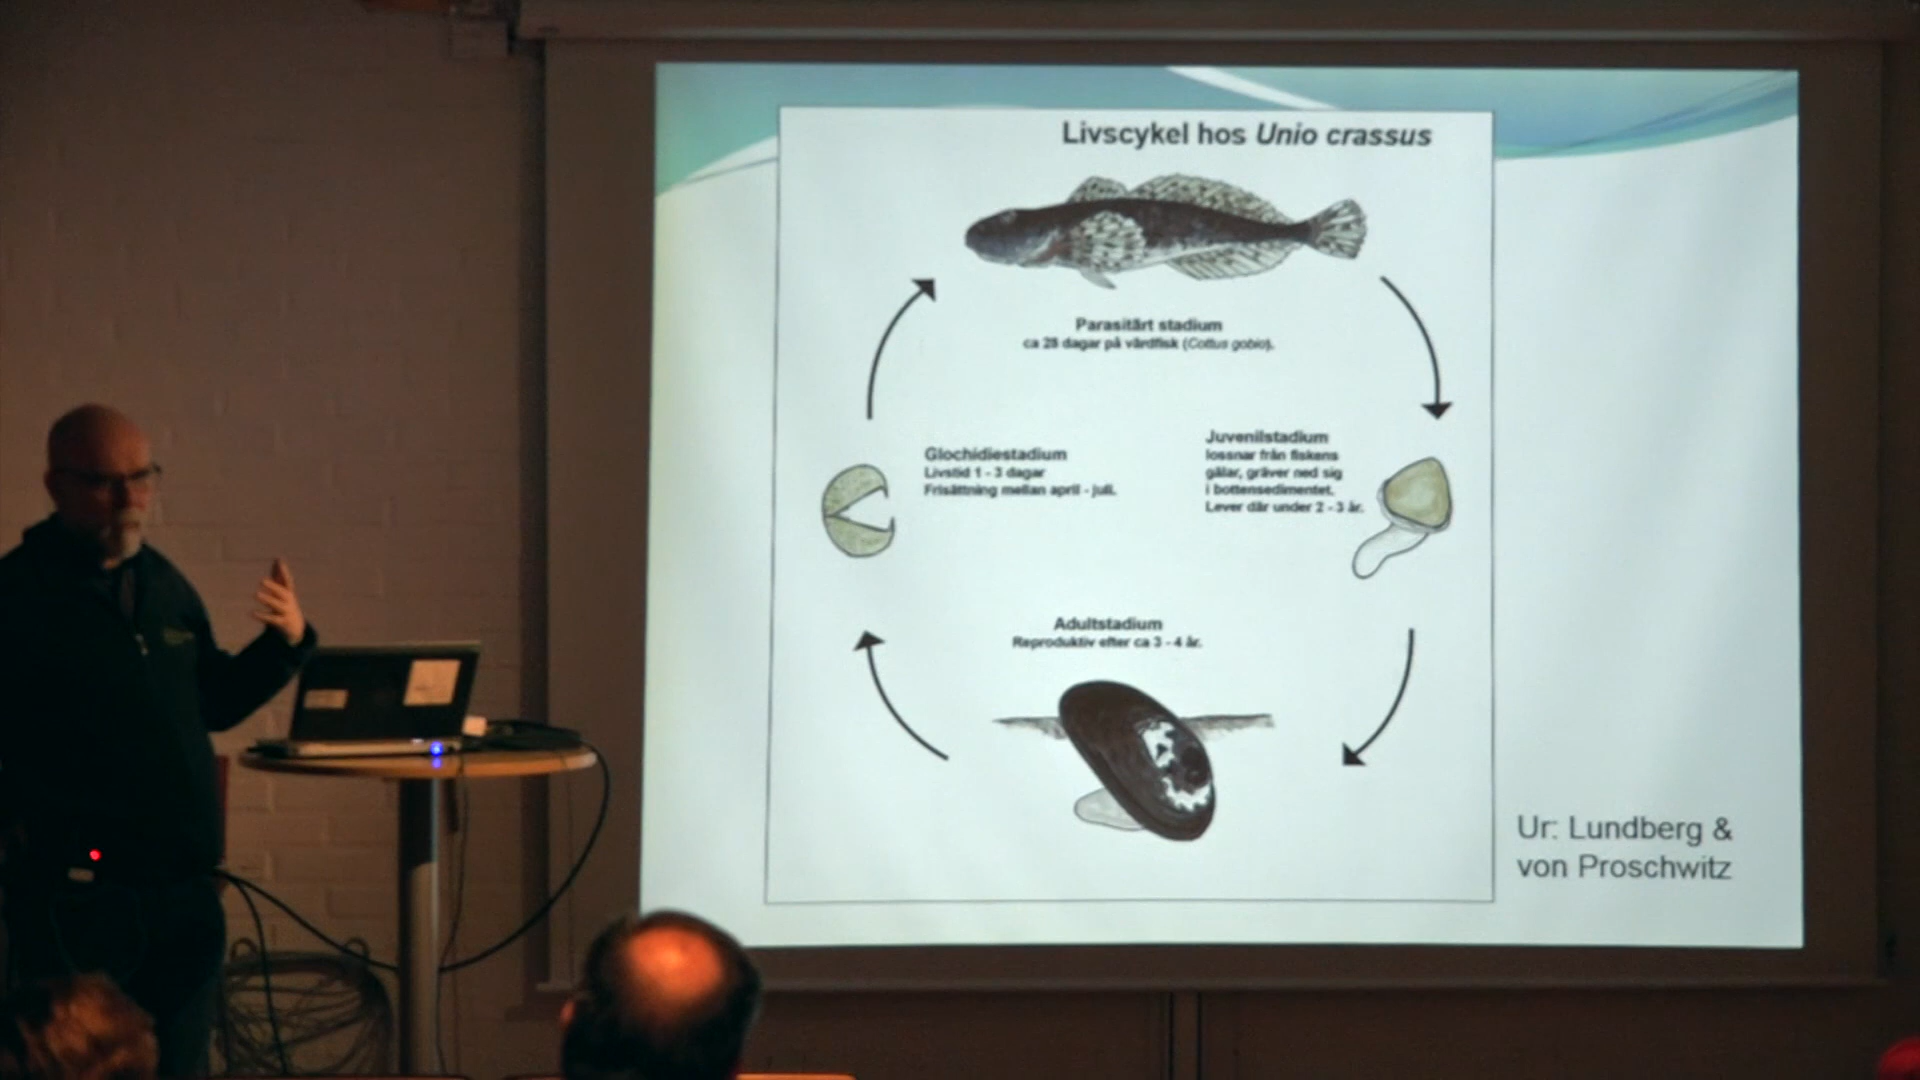 Livscykel hos Unio crassus
Parasitärt stadium
ca 28 dagar på värdfisk (Cottus gobio).
Glochidiestadium
Livstid 1 - 3 dagar
Frisättning mellan april - juli.
Juvenilstadium
lossnar från fiskens
gälar, gräver ned sig
i bottensedimentet.
Lever där under 2 - 3 år.
Adultstadium
Reproduktiv efter ca 3 - 4 år.
Ur: Lundberg &
von Proschwitz